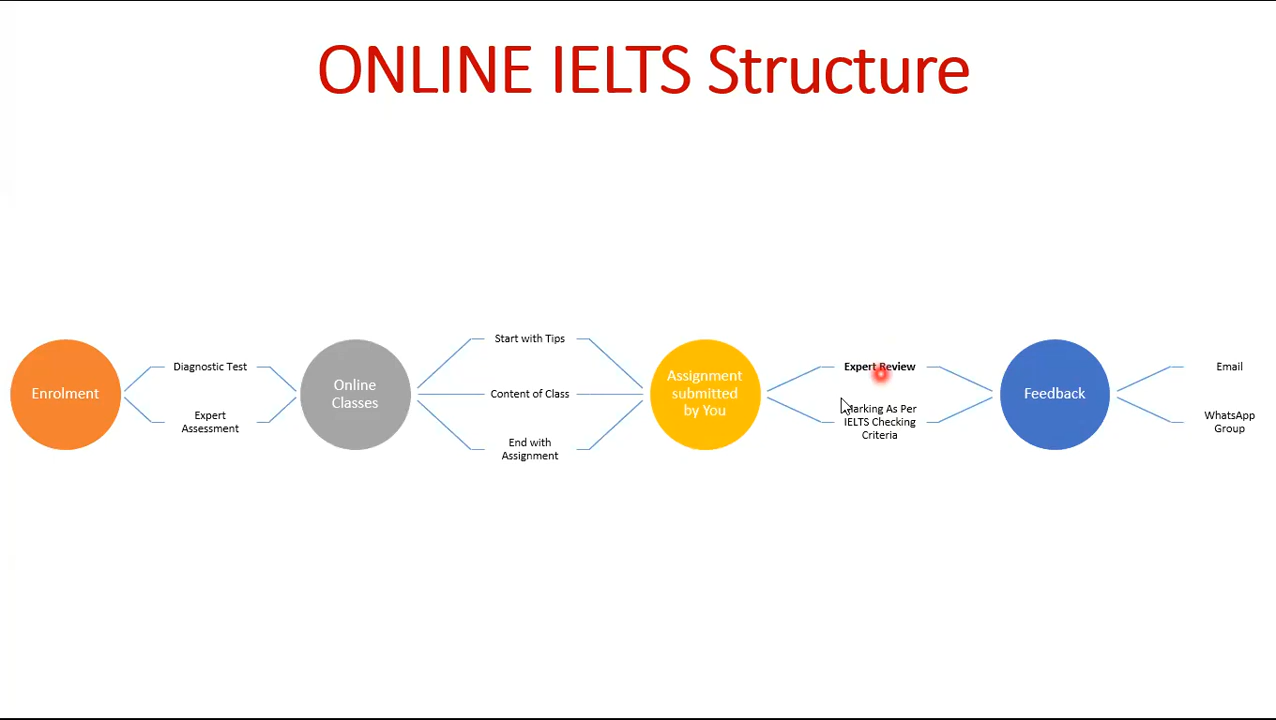 ONLINE IELTS Structure
Enrolment
Diagnostic Test
Expert
Assessment
Online
Classes
Start with Tips
Content of Class
End with
Assignment
Assignment
submitted
by You
Expert Review
Marking As Per
IELTS Checking
Criteria
Feedback
Email
WhatsApp
Group